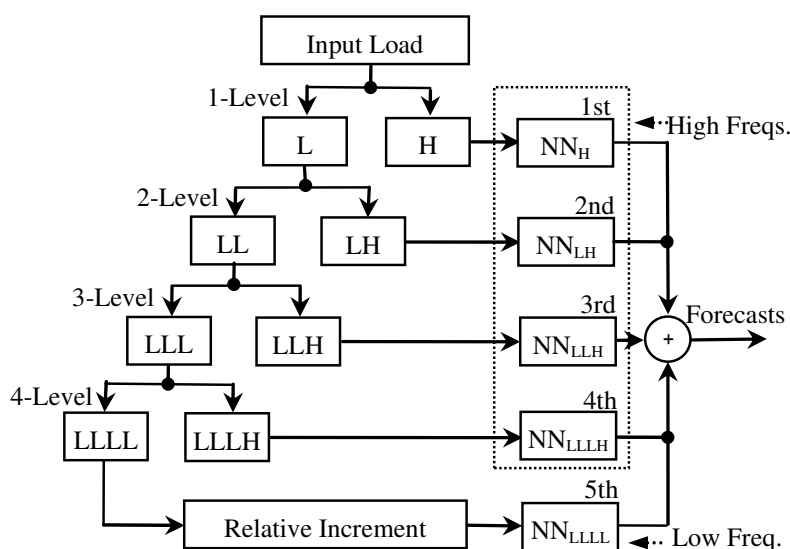 Input Load
1-Level
1st
High Freqs.
L
H
NN_H
2-Level
2nd
LL
LH
NN_LH
3-Level
3rd
Forecasts
LLL
LLH
NN_LLH
+
4-Level
4th
LLLL
LLLH
NN_LLLH
5th
Relative Increment
NN_LLLL
Low Freq.